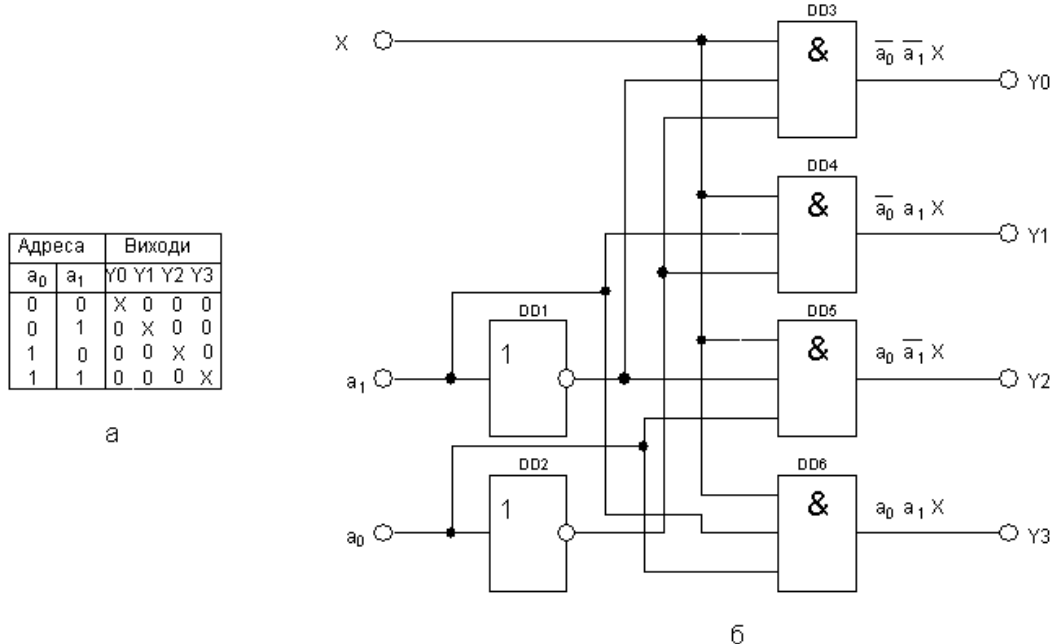 DD3
X
&
a̅₀ a̅₁ X
Y0
DD4
&
a̅₀ a₁ X
Y1
Адреса Виходи
a₀ a₁ Y0 Y1 Y2 Y3
0 0 X 0 0 0
0 1 0 X 0 0
1 0 0 0 X 0
1 1 0 0 0 X
а
DD1
1
a₁
DD5
&
a₀ a̅₁ X
Y2
DD2
1
a₀
DD6
&
a₀ a₁ X
Y3
б